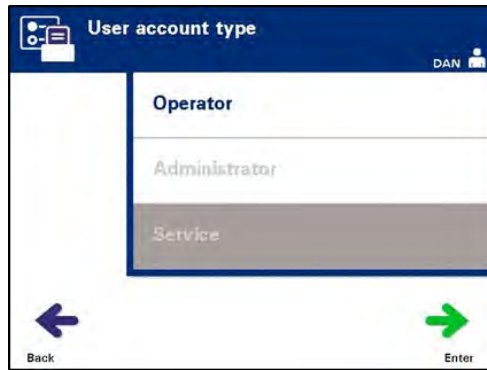 User account type
DAN
Operator
Administrator
Service
Back
Enter